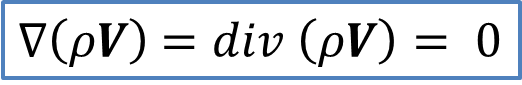 ∇(ρV) = div (ρV) = 0